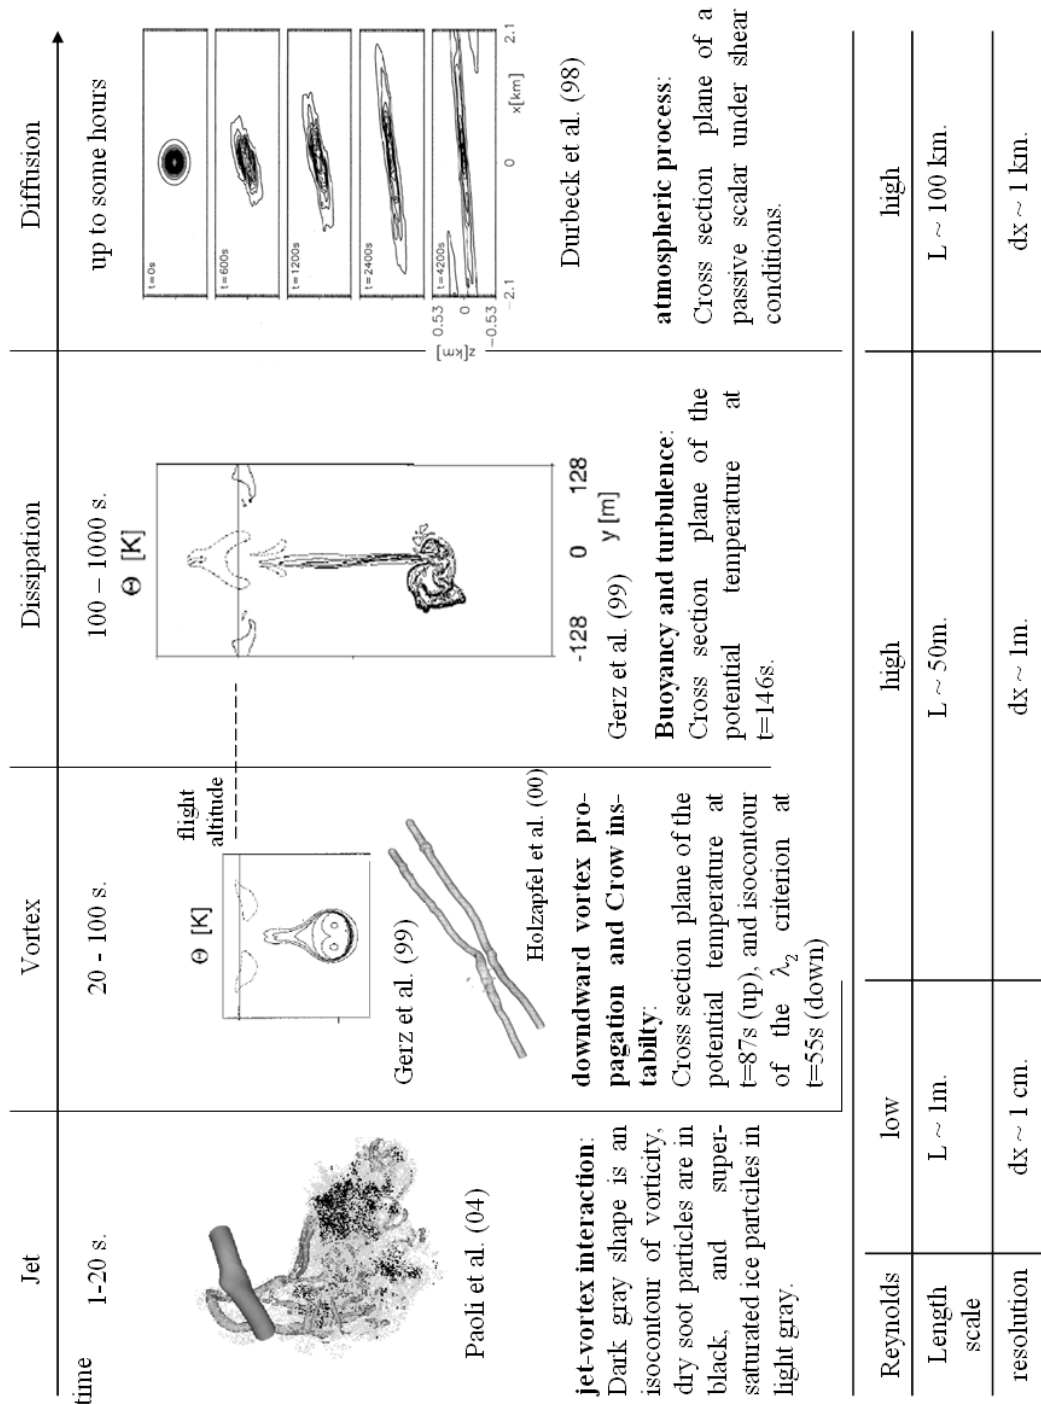 Jet
Vortex
Dissipation
Diffusion
time
1-20 s.
20 - 100 s.
100 – 1000 s.
up to some hours
Paoli et al. (04)
jet-vortex interaction:
Dark gray shape is an
isocontour of vorticity,
dry soot particles are in
black, and super-
saturated ice partciles in
light gray.
flight
altitude
Θ [K]
Gerz et al. (99)
Holzapfel et al. (00)
downdward vortex pro-
pagation and Crow ins-
tabilty:
Cross section plane of the
potential temperature at
t=87s (up), and isocontour
of the λ₂ criterion at
t=55s (down)
Θ [K]
-128 0 128
y [m]
Gerz et al. (99)
Buoyancy and turbulence:
Cross section plane of the
potential temperature at
t=146s.
t=0s
t=600s
t=1200s
t=2400s
t=4200s
z[km]
0.53
0
-0.53
-2.1 0 2.1
x[km]
Durbeck et al. (98)
atmospheric process:
Cross section plane of a
passive scalar under shear
conditions.
Reynolds low high high
Length
scale
L ~ 1m. L ~ 50m. L ~ 100 km.
resolution dx ~ 1 cm. dx ~ 1m. dx ~ 1 km.